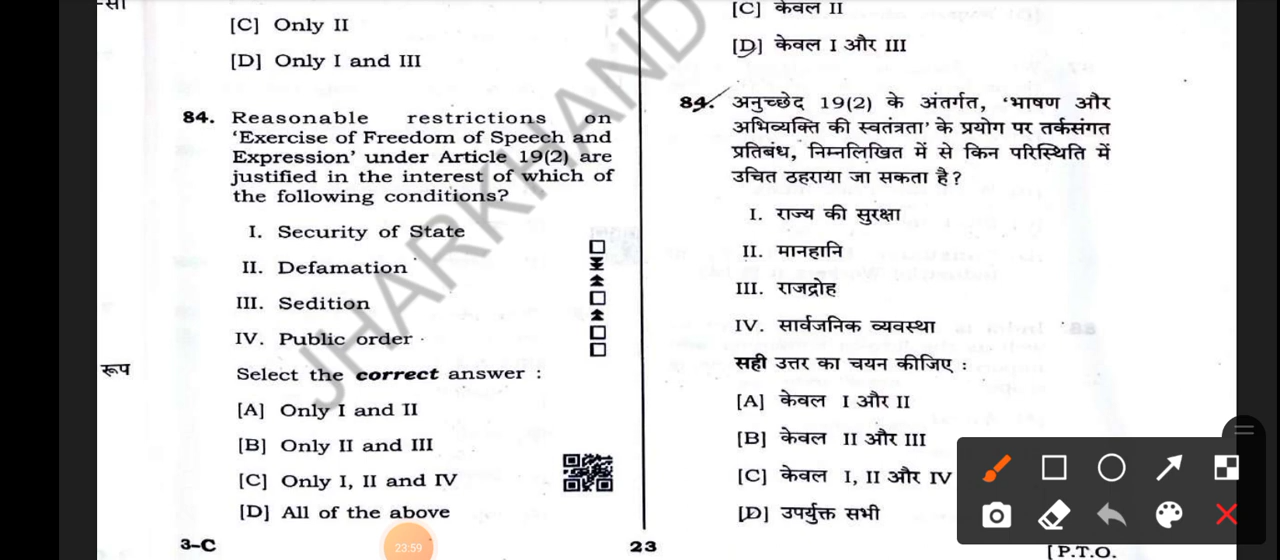 -सी
[C] Only II
[D] Only I and III
84. Reasonable restrictions on
‘Exercise of Freedom of Speech and
Expression’ under Article 19(2) are
justified in the interest of which of
the following conditions?
I. Security of State
II. Defamation
III. Sedition
IV. Public order
Select the correct answer :
[A] Only I and II
[B] Only II and III
[C] Only I, II and IV
[D] All of the above
रूप
3-C
23:59
23
[C] केवल II
[D] केवल I और III
84. अनुच्छेद 19(2) के अंतर्गत, ‘भाषण और
अभिव्यक्ति की स्वतंत्रता’ के प्रयोग पर तर्कसंगत
प्रतिबंध, निम्नलिखित में से किन परिस्थिति में
उचित ठहराया जा सकता है?
I. राज्य की सुरक्षा
II. मानहानि
III. राजद्रोह
IV. सार्वजनिक व्यवस्था
सही उत्तर का चयन कीजिए :
[A] केवल I और II
[B] केवल II और III
[C] केवल I, II और IV
[D] उपर्युक्त सभी
[ P.T.O.
JHARKHAND